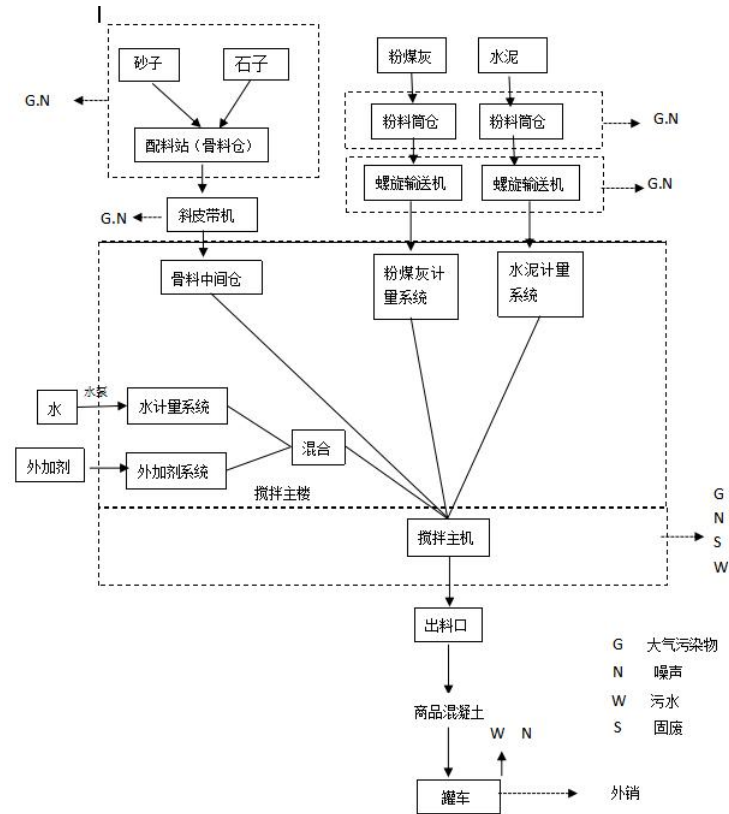 砂子
石子
粉煤灰
水泥
G.N
配料站（骨料仓）
粉料筒仓
粉料筒仓
G.N
螺旋输送机
螺旋输送机
G.N
G.N
斜皮带机
骨料中间仓
粉煤灰计
量系统
水泥计量
系统
水
水泵
水计量系统
混合
外加剂
外加剂系统
搅拌主楼
搅拌主机
G
N
S
W
出料口
G 大气污染物
N 噪声
W 污水
S 固废
商品混凝土
W N
罐车
外销